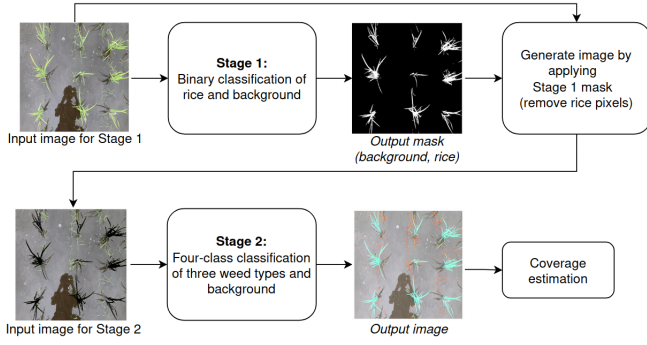 Stage 1:
Binary classification of
rice and background
Generate image by
applying
Stage 1 mask
(remove rice pixels)
Input image for Stage 1
Output mask
(background, rice)
Stage 2:
Four-class classification
of three weed types and
background
Coverage
estimation
Input image for Stage 2
Output image